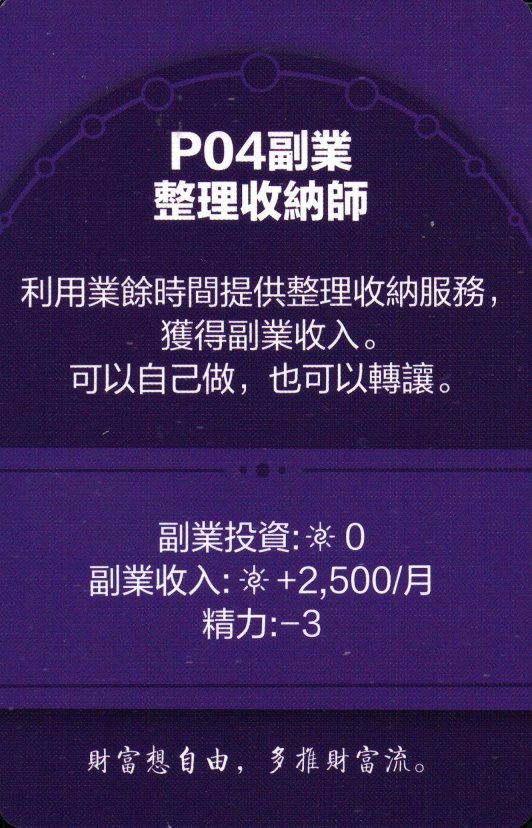 P04副業
整理收納師
利用業餘時間提供整理收納服務，
獲得副業收入。
可以自己做，也可以轉讓。
副業投資: 0
副業收入: +2,500/月
精力:-3
財富想自由，多推財富流。